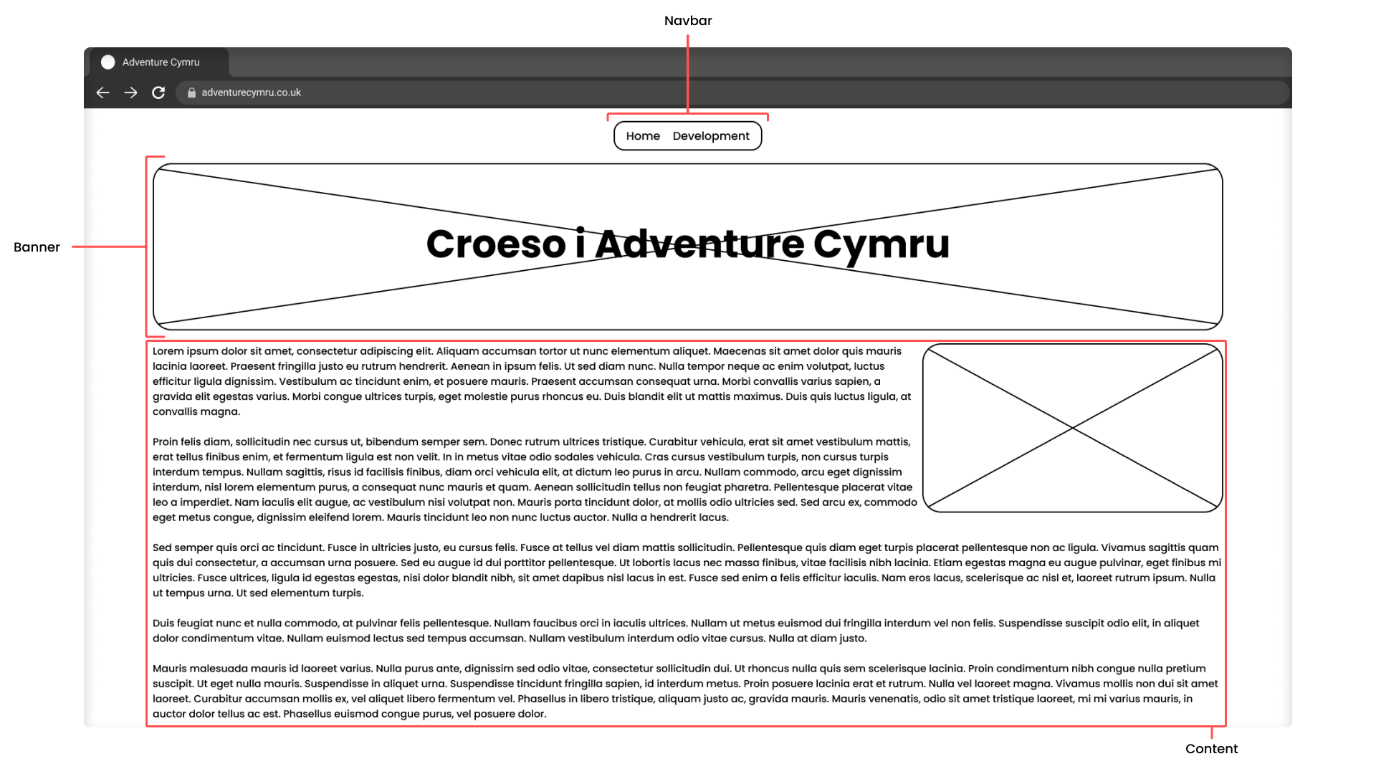 Navbar
Adventure Cymru
adventurecymru.co.uk
Home Development
Banner
Croeso i Adventure Cymru
Lorem ipsum dolor sit amet, consectetur adipiscing elit. Aliquam accumsan tortor ut nunc elementum aliquet. Maecenas sit amet dolor quis mauris
lacinia laoreet. Praesent fringilla justo eu rutrum hendrerit. Aenean in ipsum felis. Ut sed diam nunc. Nulla tempor neque ac enim volutpat, luctus
efficitur ligula dignissim. Vestibulum ac tincidunt enim, et posuere mauris. Praesent accumsan consequat urna. Morbi convallis varius sapien, a
gravida elit egestas varius. Morbi congue ultrices turpis, eget molestie purus rhoncus eu. Duis blandit elit ut mattis maximus. Duis quis luctus ligula, at
convallis magna.
Proin felis diam, sollicitudin nec cursus ut, bibendum semper sem. Donec rutrum ultrices tristique. Curabitur vehicula, erat sit amet vestibulum mattis,
erat tellus finibus enim, et fermentum ligula est non velit. In in metus vitae odio sodales vehicula. Cras cursus vestibulum turpis, non cursus turpis
interdum tempus. Nullam sagittis, risus id facilisis finibus, diam orci vehicula elit, at dictum leo purus in arcu. Nullam commodo, arcu eget dignissim
interdum, nisl lorem elementum purus, a consequat nunc mauris et quam. Aenean sollicitudin tellus non feugiat pharetra. Pellentesque placerat vitae
leo a imperdiet. Nam iaculis elit augue, ac vestibulum nisi volutpat non. Mauris porta tincidunt dolor, at mollis odio ultricies sed. Sed arcu ex, commodo
eget metus congue, dignissim eleifend lorem. Mauris tincidunt leo non nunc luctus auctor. Nulla a hendrerit lacus.
Sed semper quis orci ac tincidunt. Fusce in ultricies justo, eu cursus felis. Fusce at tellus vel diam mattis sollicitudin. Pellentesque quis diam eget turpis placerat pellentesque non ac ligula. Vivamus sagittis quam
quis dui consectetur, a accumsan urna posuere. Sed eu augue id dui porttitor pellentesque. Ut lobortis lacus nec massa finibus, vitae facilisis nibh lacinia. Etiam egestas magna eu augue pulvinar, eget finibus mi
ultricies. Fusce ultrices, ligula id egestas egestas, nisi dolor blandit nibh, sit amet dapibus nisl lacus in est. Fusce sed enim a felis efficitur iaculis. Nam eros lacus, scelerisque ac nisl et, laoreet rutrum ipsum. Nulla
ut tempus urna. Ut sed elementum turpis.
Duis feugiat nunc et nulla commodo, at pulvinar felis pellentesque. Nullam faucibus orci in iaculis ultrices. Nullam ut metus euismod dui fringilla interdum vel non felis. Suspendisse suscipit odio elit, in aliquet
dolor condimentum vitae. Nullam euismod lectus sed tempus accumsan. Nullam vestibulum interdum odio vitae cursus. Nulla at diam justo.
Mauris malesuada mauris id laoreet varius. Nulla purus ante, dignissim sed odio vitae, consectetur sollicitudin dui. Ut rhoncus nulla quis sem scelerisque lacinia. Proin condimentum nibh congue nulla pretium
suscipit. Ut eget nulla mauris. Suspendisse in aliquet urna. Suspendisse tincidunt fringilla sapien, id interdum metus. Proin posuere lacinia erat et rutrum. Nulla vel laoreet magna. Vivamus mollis non dui sit amet
laoreet. Curabitur accumsan mollis ex, vel aliquet libero fermentum vel. Phasellus in libero tristique, aliquam justo ac, gravida mauris. Mauris venenatis, odio sit amet tristique laoreet, mi mi varius mauris, in
auctor dolor tellus ac est. Phasellus euismod congue purus, vel posuere dolor.
Content